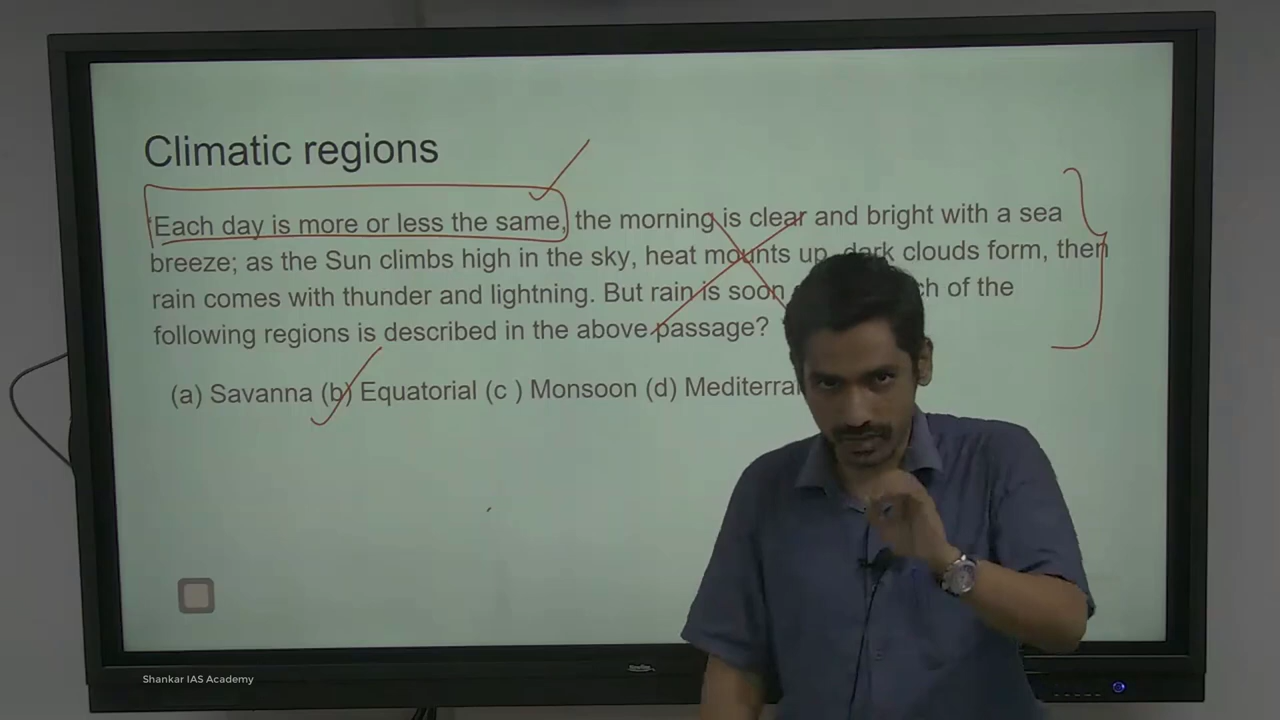 Climatic regions
'Each day is more or less the same, the morning is clear and bright with a sea
breeze; as the Sun climbs high in the sky, heat mounts up, dark clouds form, then
rain comes with thunder and lightning. But rain is soon of the
following regions is described in the above passage?
(a) Savanna (b) Equatorial (c ) Monsoon (d)
Shankar IAS Academy